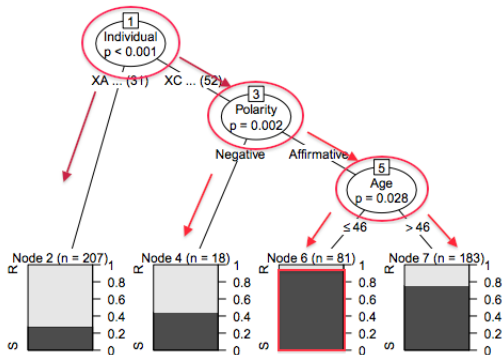 1
Individual
p < 0.001
XA ... (31) XC ... (52)
3
Polarity
p = 0.002
Negative Affirmative
5
Age
p = 0.028
≤ 46 > 46
Node 2 (n = 207) Node 4 (n = 18) Node 6 (n = 81) Node 7 (n = 183)
R 1 R 1 R 1 R 1
0.8 0.8 0.8 0.8
0.6 0.6 0.6 0.6
0.4 0.4 0.4 0.4
0.2 0.2 0.2 0.2
S 0 S 0 S 0 S 0